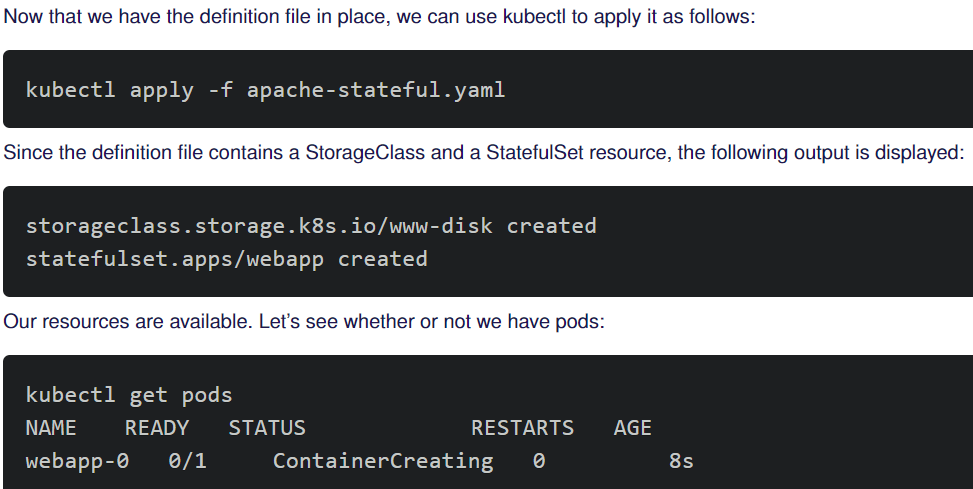 Now that we have the definition file in place, we can use kubectl to apply it as follows:
kubectl apply -f apache-stateful.yaml
Since the definition file contains a StorageClass and a StatefulSet resource, the following output is displayed:
storageclass.storage.k8s.io/www-disk created
statefulset.apps/webapp created
Our resources are available. Let’s see whether or not we have pods:
kubectl get pods
NAME READY STATUS RESTARTS AGE
webapp-0 0/1 ContainerCreating 0 8s